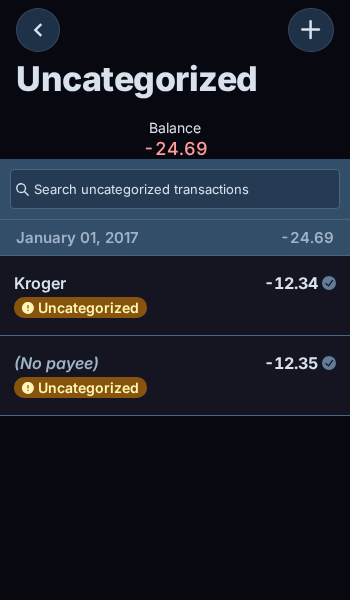 Uncategorized
Balance
-24.69
Search uncategorized transactions
January 01, 2017 -24.69
Kroger -12.34
Uncategorized
(No payee) -12.35
Uncategorized